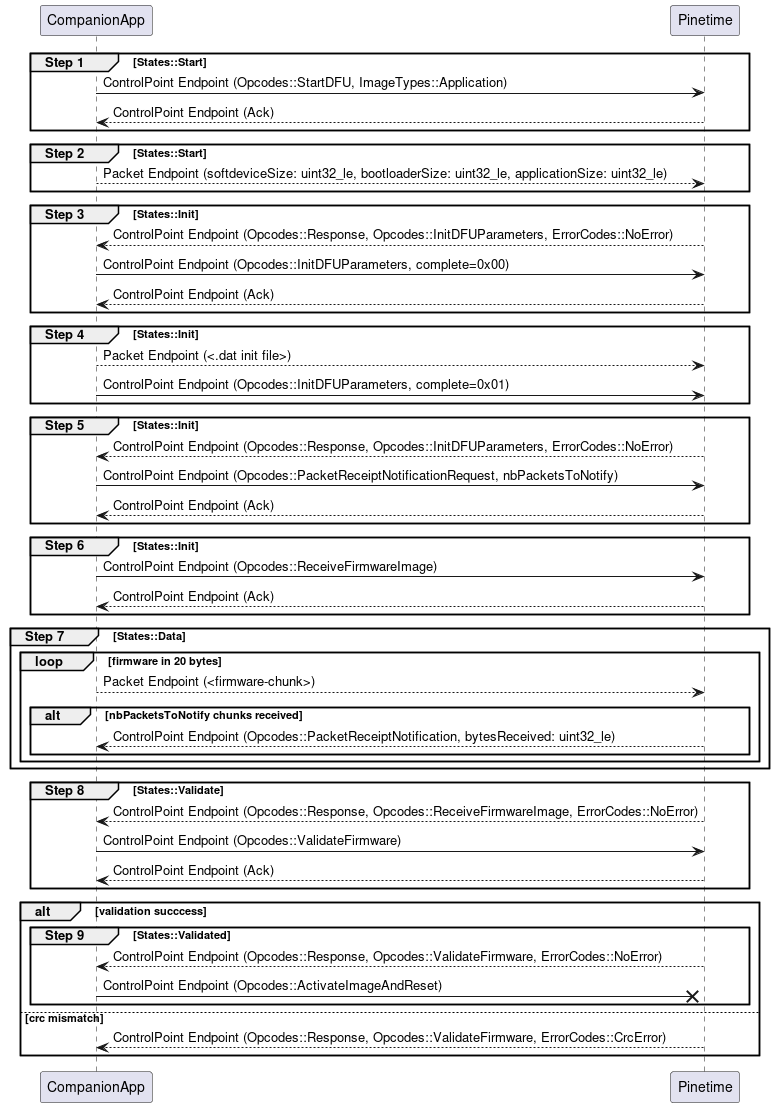 CompanionApp Pinetime
Step 1 [States::Start]
ControlPoint Endpoint (Opcodes::StartDFU, ImageTypes::Application)
ControlPoint Endpoint (Ack)
Step 2 [States::Start]
Packet Endpoint (softdeviceSize: uint32_le, bootloaderSize: uint32_le, applicationSize: uint32_le)
Step 3 [States::Init]
ControlPoint Endpoint (Opcodes::Response, Opcodes::InitDFUParameters, ErrorCodes::NoError)
ControlPoint Endpoint (Opcodes::InitDFUParameters, complete=0x00)
ControlPoint Endpoint (Ack)
Step 4 [States::Init]
Packet Endpoint (<.dat init file>)
ControlPoint Endpoint (Opcodes::InitDFUParameters, complete=0x01)
Step 5 [States::Init]
ControlPoint Endpoint (Opcodes::Response, Opcodes::InitDFUParameters, ErrorCodes::NoError)
ControlPoint Endpoint (Opcodes::PacketReceiptNotificationRequest, nbPacketsToNotify)
ControlPoint Endpoint (Ack)
Step 6 [States::Init]
ControlPoint Endpoint (Opcodes::ReceiveFirmwareImage)
ControlPoint Endpoint (Ack)
Step 7 [States::Data]
loop [firmware in 20 bytes]
Packet Endpoint (<firmware-chunk>)
alt [nbPacketsToNotify chunks received]
ControlPoint Endpoint (Opcodes::PacketReceiptNotification, bytesReceived: uint32_le)
Step 8 [States::Validate]
ControlPoint Endpoint (Opcodes::Response, Opcodes::ReceiveFirmwareImage, ErrorCodes::NoError)
ControlPoint Endpoint (Opcodes::ValidateFirmware)
ControlPoint Endpoint (Ack)
alt [validation succcess]
Step 9 [States::Validated]
ControlPoint Endpoint (Opcodes::Response, Opcodes::ValidateFirmware, ErrorCodes::NoError)
ControlPoint Endpoint (Opcodes::ActivateImageAndReset)
[crc mismatch]
ControlPoint Endpoint (Opcodes::Response, Opcodes::ValidateFirmware, ErrorCodes::CrcError)
CompanionApp Pinetime